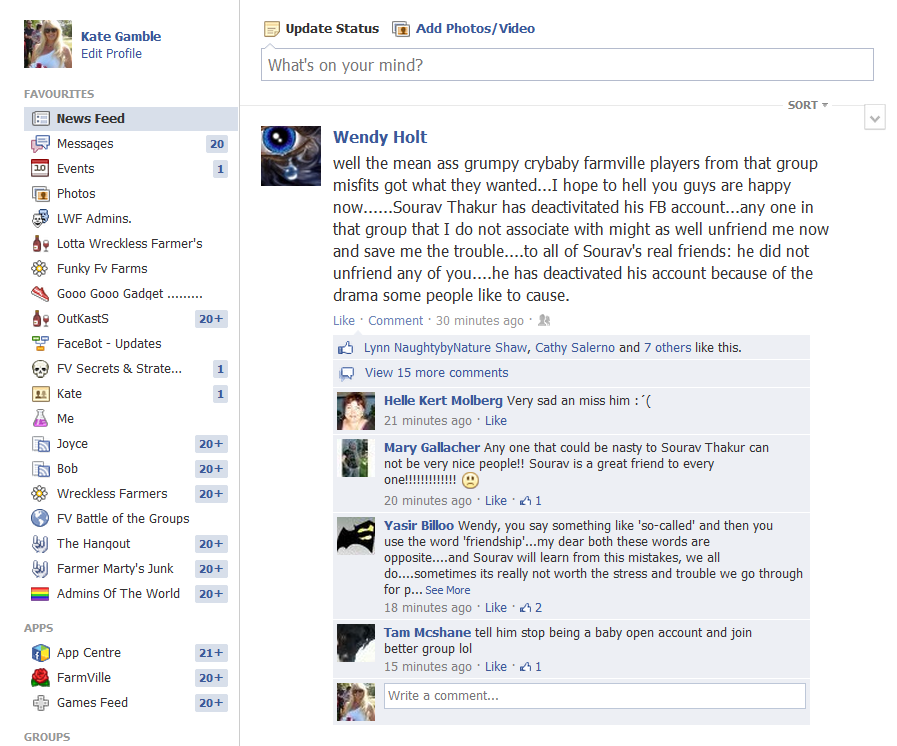 Kate Gamble
Edit Profile
FAVOURITES
News Feed
Messages 20
Events 1
Photos
LWF Admins.
Lotta Wreckless Farmer's
Funky Fv Farms
Gooo Gooo Gadget .........
OutKastS 20+
FaceBot - Updates
FV Secrets & Strate... 1
Kate 1
Me
Joyce 20+
Bob 20+
Wreckless Farmers 20+
FV Battle of the Groups
The Hangout 20+
Farmer Marty's Junk 20+
Admins Of The World 20+
APPS
App Centre 21+
FarmVille 20+
Games Feed 20+
GROUPS
Update Status Add Photos/Video
What's on your mind?
SORT
Wendy Holt
well the mean ass grumpy crybaby farmville players from that group
misfits got what they wanted...I hope to hell you guys are happy
now......Sourav Thakur has deactivitated his FB account...any one in
that group that I do not associate with might as well unfriend me now
and save me the trouble....to all of Sourav's real friends: he did not
unfriend any of you....he has deactivated his account because of the
drama some people like to cause.
Like · Comment · 30 minutes ago ·
Lynn NaughtybyNature Shaw, Cathy Salerno and 7 others like this.
View 15 more comments
Helle Kert Molberg Very sad an miss him :´(
21 minutes ago · Like
Mary Gallacher Any one that could be nasty to Sourav Thakur can
not be very nice people!! Sourav is a great friend to every
one!!!!!!!!!!!!!
20 minutes ago · Like · 1
Yasir Billoo Wendy, you say something like 'so-called' and then you
use the word 'friendship'...my dear both these words are
opposite....and Sourav will learn from this mistakes, we all
do....sometimes its really not worth the stress and trouble we go through
for p... See More
18 minutes ago · Like · 2
Tam Mcshane tell him stop being a baby open account and join
better group lol
15 minutes ago · Like · 1
Write a comment...